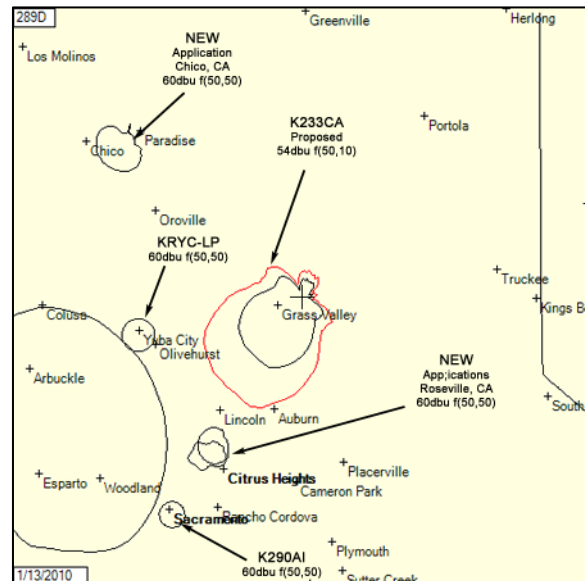 289D
Greenville
Herlong
NEW
Application
Chico, CA
60dbu f(50,50)
Los Molinos
K233CA
Proposed
54dbu f(50,10)
Portola
Paradise
Chico
Oroville
KRYC-LP
60dbu f(50,50)
Truckee
Kings Be
Colusa
Grass Valley
Yuba City
Olivehurst
NEW
App;ications
Roseville, CA
60dbu f(50,50)
Arbuckle
South
Lincoln
Auburn
Citrus Heights
Placerville
Cameron Park
Esparto
Woodland
Sacramento
Rancho Cordova
Plymouth
K290AI
60dbu f(50,50)
Sutter Creek
1/13/2010